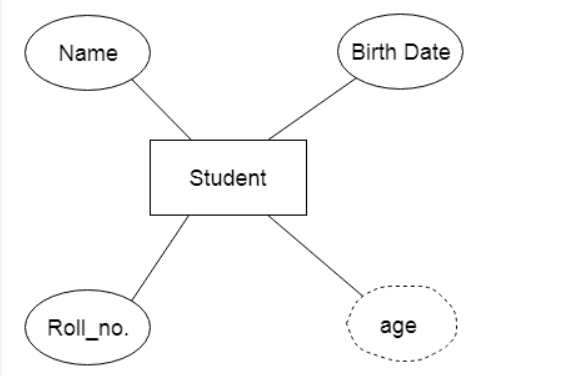 Name
Birth Date
Student
Roll_no.
age